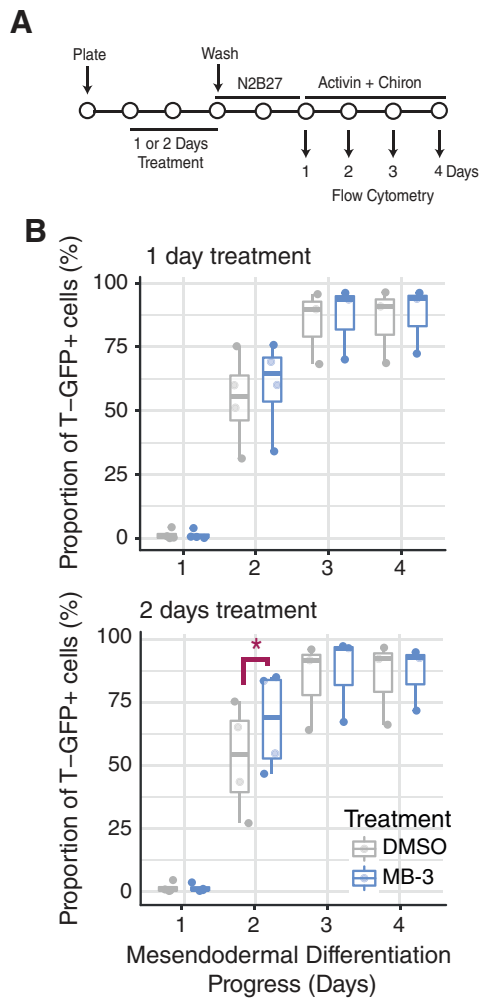 A
Plate
Wash
N2B27
Activin + Chiron
1 or 2 Days
Treatment
1
2
3
4 Days
Flow Cytometry
B
1 day treatment
Proportion of T−GFP+ cells (%)
100
75
50
25
0
1
2
3
4
2 days treatment
Proportion of T−GFP+ cells (%)
100
75
50
25
0
*
Treatment
DMSO
MB-3
1
2
3
4
Mesendodermal Differentiation
Progress (Days)